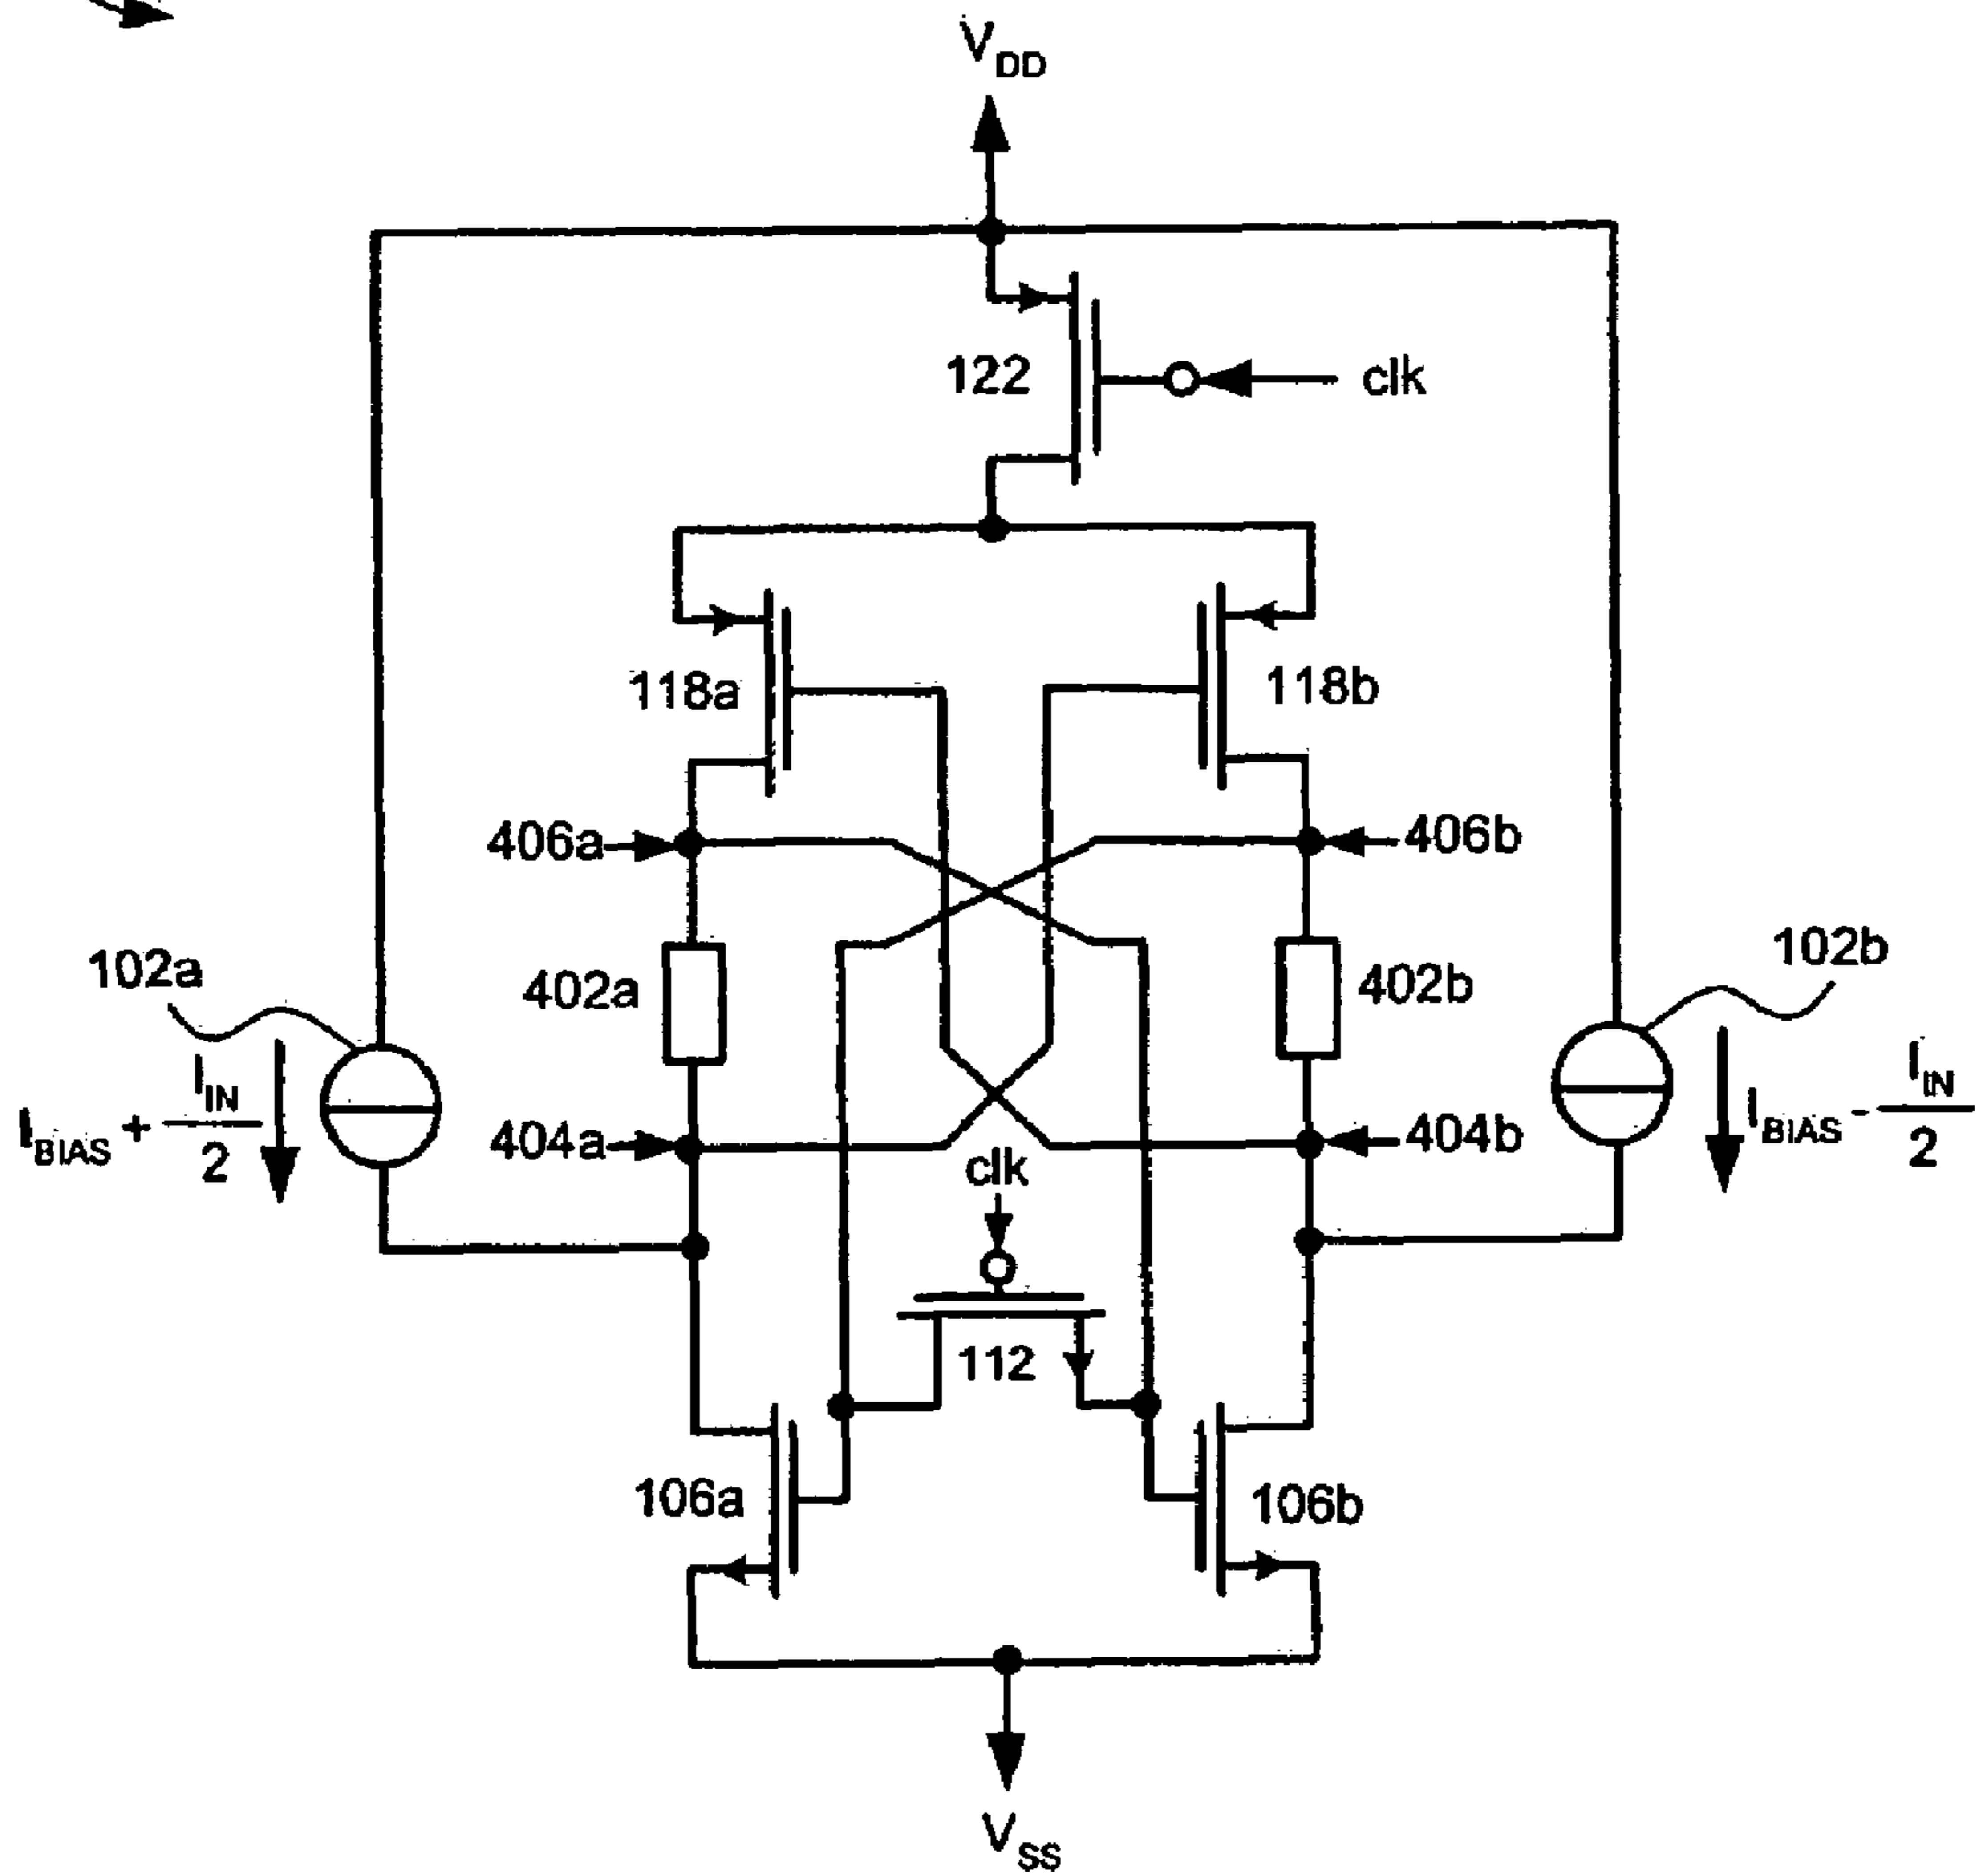 VDD
122
clk
118a
118b
406a
406b
102a
402a
402b
102b
IBIAS + IIN/2
404a
clk
404b
IBIAS - IIN/2
112
106a
106b
VSS